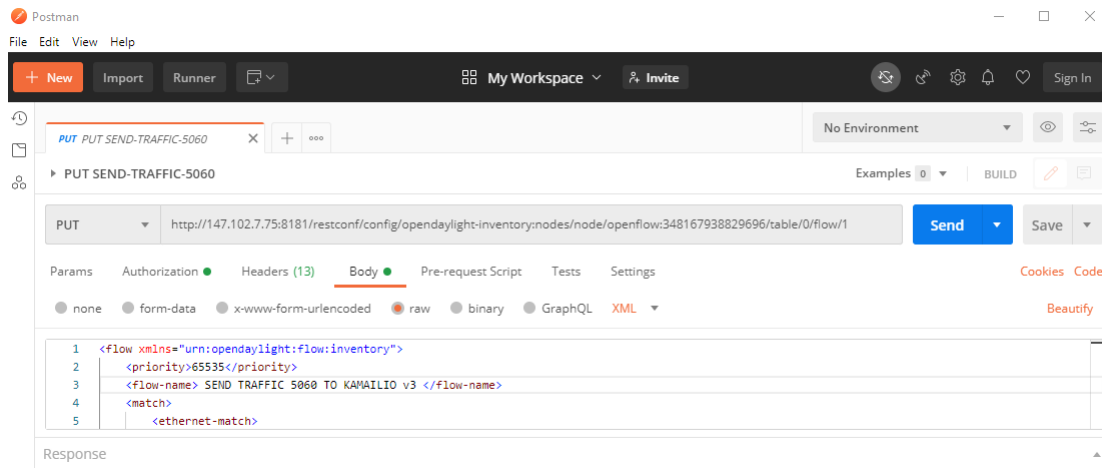 Postman
File Edit View Help
+ New Import Runner My Workspace Invite Sign In
PUT PUT SEND-TRAFFIC-5060 No Environment
PUT SEND-TRAFFIC-5060 Examples 0 BUILD
PUT http://147.102.7.75:8181/restconf/config/opendaylight-inventory:nodes/node/openflow:348167938829696/table/0/flow/1 Send Save
Params Authorization Headers (13) Body Pre-request Script Tests Settings Cookies Code
none form-data x-www-form-urlencoded raw binary GraphQL XML Beautify
1 <flow xmlns="urn:opendaylight:flow:inventory">
2 <priority>65535</priority>
3 <flow-name> SEND TRAFFIC 5060 TO KAMAILIO v3 </flow-name>
4 <match>
5 <ethernet-match>
Response